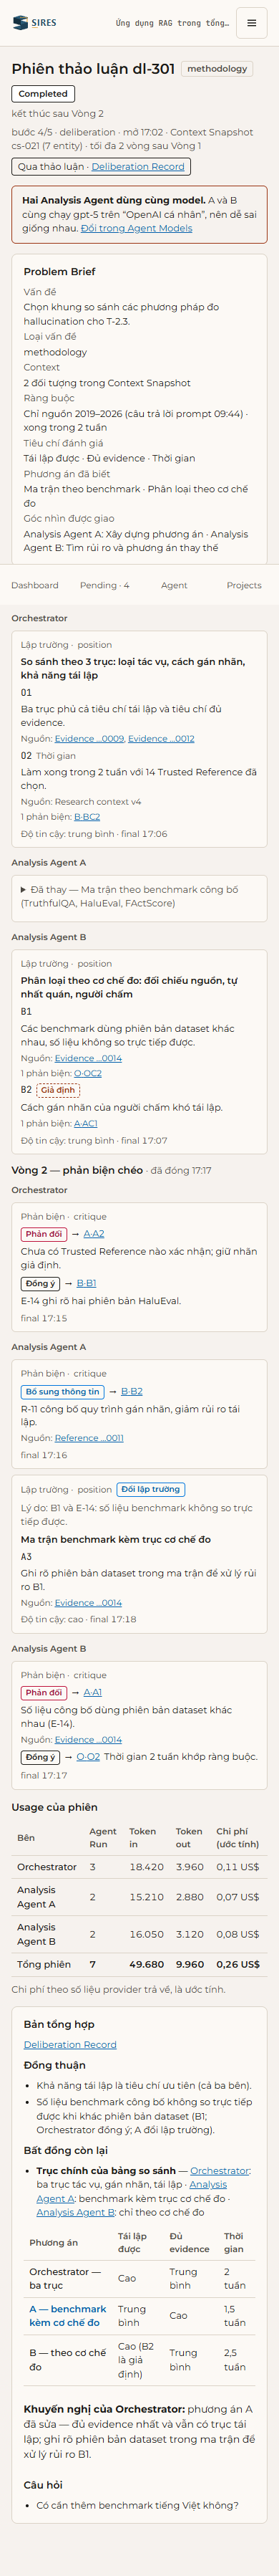 SIRES
Ứng dụng RAG trong tổng…
Phiên thảo luận dl-301 methodology
Completed
kết thúc sau Vòng 2
bước 4/5 · deliberation · mở 17:02 · Context Snapshot
cs-021 (7 entity) · tối đa 2 vòng sau Vòng 1
Qua thảo luận · Deliberation Record
Hai Analysis Agent dùng cùng model. A và B
cùng chạy gpt-5 trên “OpenAI cá nhân”, nên dễ sai
giống nhau. Đổi trong Agent Models
Problem Brief
Vấn đề
Chọn khung so sánh các phương pháp đo
hallucination cho T-2.3.
Loại vấn đề
methodology
Context
2 đối tượng trong Context Snapshot
Ràng buộc
Chỉ nguồn 2019–2026 (câu trả lời prompt 09:44) ·
xong trong 2 tuần
Tiêu chí đánh giá
Tái lập được · Đủ evidence · Thời gian
Phương án đã biết
Ma trận theo benchmark · Phân loại theo cơ chế
đo
Góc nhìn được giao
Analysis Agent A: Xây dựng phương án · Analysis
Agent B: Tìm rủi ro và phương án thay thế
Dashboard Pending · 4 Agent Projects
Orchestrator
Lập trường · position
So sánh theo 3 trục: loại tác vụ, cách gán nhãn,
khả năng tái lập
O1
Ba trục phủ cả tiêu chí tái lập và tiêu chí đủ
evidence.
Nguồn: Evidence …0009, Evidence …0012
O2 Thời gian
Làm xong trong 2 tuần với 14 Trusted Reference đã
chọn.
Nguồn: Research context v4
1 phản biện: B·BC2
Độ tin cậy: trung bình · final 17:06
Analysis Agent A
▶ Đã thay — Ma trận theo benchmark công bố
(TruthfulQA, HaluEval, FActScore)
Analysis Agent B
Lập trường · position
Phân loại theo cơ chế đo: đối chiếu nguồn, tự
nhất quán, người chấm
B1
Các benchmark dùng phiên bản dataset khác
nhau, số liệu không so trực tiếp được.
Nguồn: Evidence …0014
1 phản biện: O·OC2
B2 Giả định
Cách gán nhãn của người chấm khó tái lập.
1 phản biện: A·AC1
Độ tin cậy: trung bình · final 17:07
Vòng 2 — phản biện chéo · đã đóng 17:17
Orchestrator
Phản biện · critique
Phản đối → A·A2
Chưa có Trusted Reference nào xác nhận; giữ nhãn
giả định.
Đồng ý → B·B1
E-14 ghi rõ hai phiên bản HaluEval.
final 17:15
Analysis Agent A
Phản biện · critique
Bổ sung thông tin → B·B2
R-11 công bố quy trình gán nhãn, giảm rủi ro tái
lập.
Nguồn: Reference …0011
final 17:16
Lập trường · position Đổi lập trường
Lý do: B1 và E-14: số liệu benchmark không so trực
tiếp được.
Ma trận benchmark kèm trục cơ chế đo
A3
Ghi rõ phiên bản dataset trong ma trận để xử lý rủi
ro B1.
Nguồn: Evidence …0014
Độ tin cậy: cao · final 17:18
Analysis Agent B
Phản biện · critique
Phản đối → A·A1
Số liệu công bố dùng phiên bản dataset khác
nhau (E-14).
Nguồn: Evidence …0014
Đồng ý → O·O2 Thời gian 2 tuần khớp ràng buộc.
final 17:17
Usage của phiên
Bên Agent Run Token in Token out Chi phí (ước tính)
Orchestrator 3 18.420 3.960 0,11 US$
Analysis Agent A 2 15.210 2.880 0,07 US$
Analysis Agent B 2 16.050 3.120 0,08 US$
Tổng phiên 7 49.680 9.960 0,26 US$
Chi phí theo số liệu provider trả về, là ước tính.
Bản tổng hợp
Deliberation Record
Đồng thuận
• Khả năng tái lập là tiêu chí ưu tiên (cả ba bên).
• Số liệu benchmark công bố không so trực tiếp
được khi khác phiên bản dataset (B1;
Orchestrator đồng ý; A đổi lập trường).
Bất đồng còn lại
• Trục chính của bảng so sánh — Orchestrator:
ba trục tác vụ, gán nhãn, tái lập · Analysis
Agent A: benchmark kèm trục cơ chế đo ·
Analysis Agent B: chỉ theo cơ chế đo
Phương án Tái lập được Đủ evidence Thời gian
Orchestrator — ba trục Cao Trung bình 2 tuần
A — benchmark kèm cơ chế đo Trung bình Cao 1,5 tuần
B — theo cơ chế đo Cao (B2 là giả định) Trung bình 2,5 tuần
Khuyến nghị của Orchestrator: phương án A
đã sửa — đủ evidence nhất và vẫn có trục tái
lập; ghi rõ phiên bản dataset trong ma trận để
xử lý rủi ro B1.
Câu hỏi
• Có cần thêm benchmark tiếng Việt không?